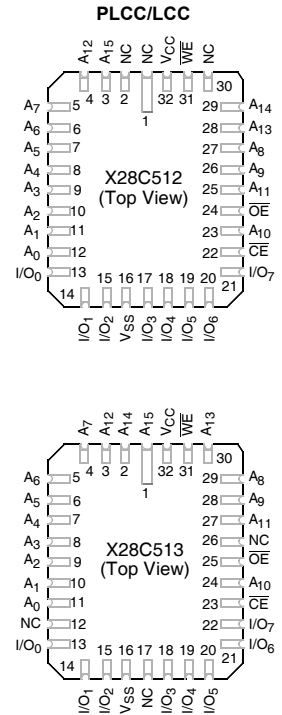 PLCC/LCC
A12 A15 NC NC VCC WE NC
4 3 2 32 31 30
1
A7 5 29 A14
A6 6 28 A13
A5 7 27 A8
A4 8 26 A9
A3 9 25 A11
A2 10 24 OE
A1 11 23 A10
A0 12 22 CE
I/O0 13 21 I/O7
X28C512
(Top View)
14 15 16 17 18 19 20
I/O1 I/O2 VSS I/O3 I/O4 I/O5 I/O6
A7 A12 A14 A15 VCC WE A13
4 3 2 32 31 30
1
A6 5 29 A8
A5 6 28 A9
A4 7 27 A11
A3 8 26 NC
A2 9 25 OE
A1 10 24 A10
A0 11 23 CE
NC 12 22 I/O7
I/O0 13 21 I/O6
X28C513
(Top View)
14 15 16 17 18 19 20
I/O1 I/O2 VSS NC I/O3 I/O4 I/O5